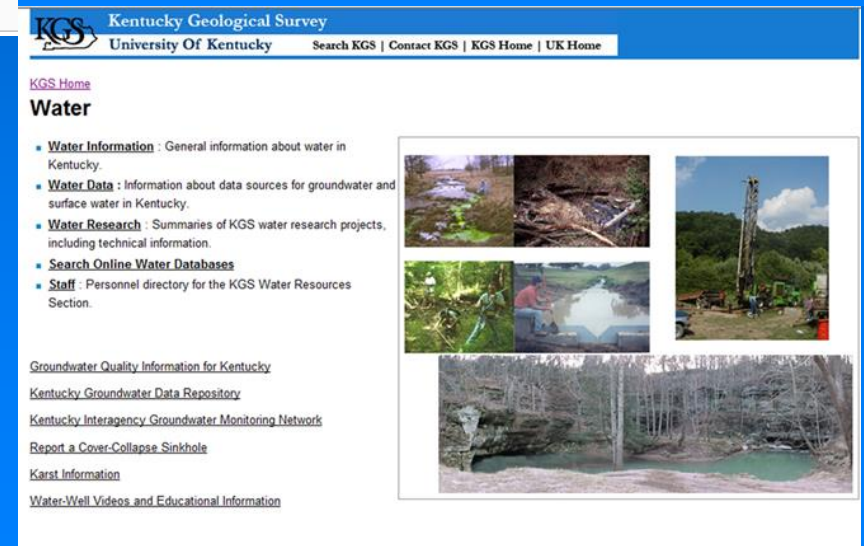 KGS
Kentucky Geological Survey
University Of Kentucky
Search KGS | Contact KGS | KGS Home | UK Home
KGS Home
Water
Water Information : General information about water in
Kentucky.
Water Data : Information about data sources for groundwater and
surface water in Kentucky.
Water Research : Summaries of KGS water research projects,
including technical information.
Search Online Water Databases
Staff : Personnel directory for the KGS Water Resources
Section.
Groundwater Quality Information for Kentucky
Kentucky Groundwater Data Repository
Kentucky Interagency Groundwater Monitoring Network
Report a Cover-Collapse Sinkhole
Karst Information
Water-Well Videos and Educational Information